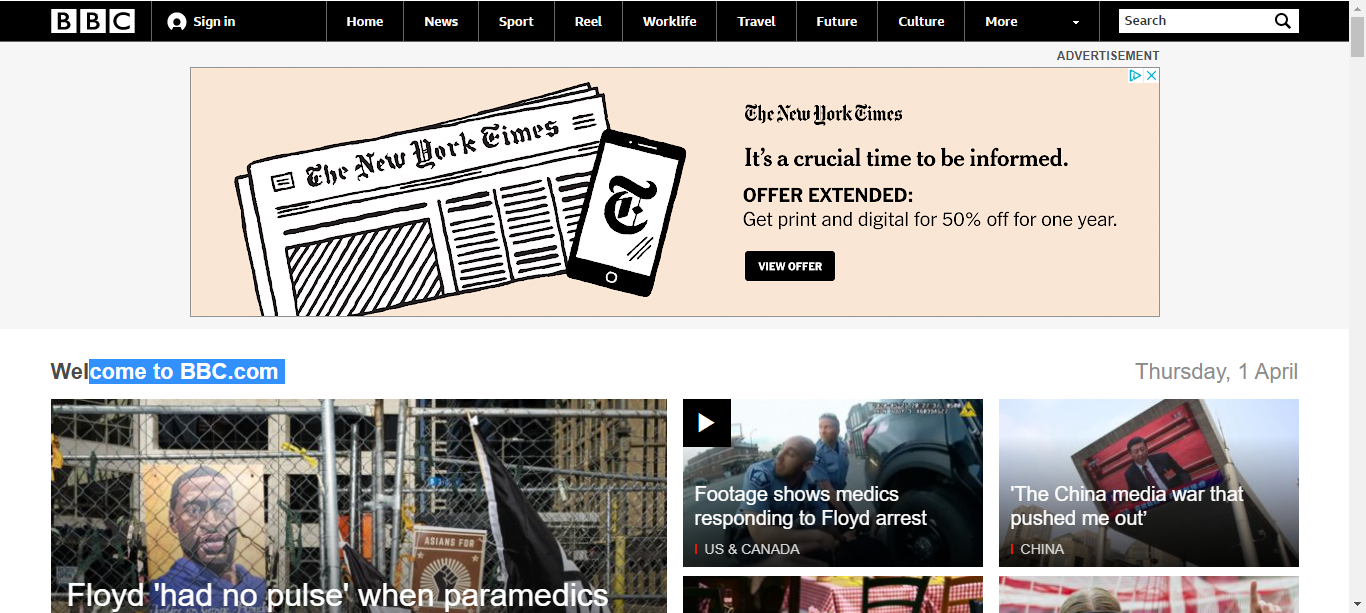 BBC Sign in Home News Sport Reel Worklife Travel Future Culture More Search
ADVERTISEMENT
The New York Times
The New York Times
T
It's a crucial time to be informed.
OFFER EXTENDED:
Get print and digital for 50% off for one year.
VIEW OFFER
Welcome to BBC.com
Thursday, 1 April
ASIANS FOR
Floyd 'had no pulse' when paramedics
Footage shows medics
responding to Floyd arrest
US & CANADA
'The China media war that
pushed me out’
CHINA